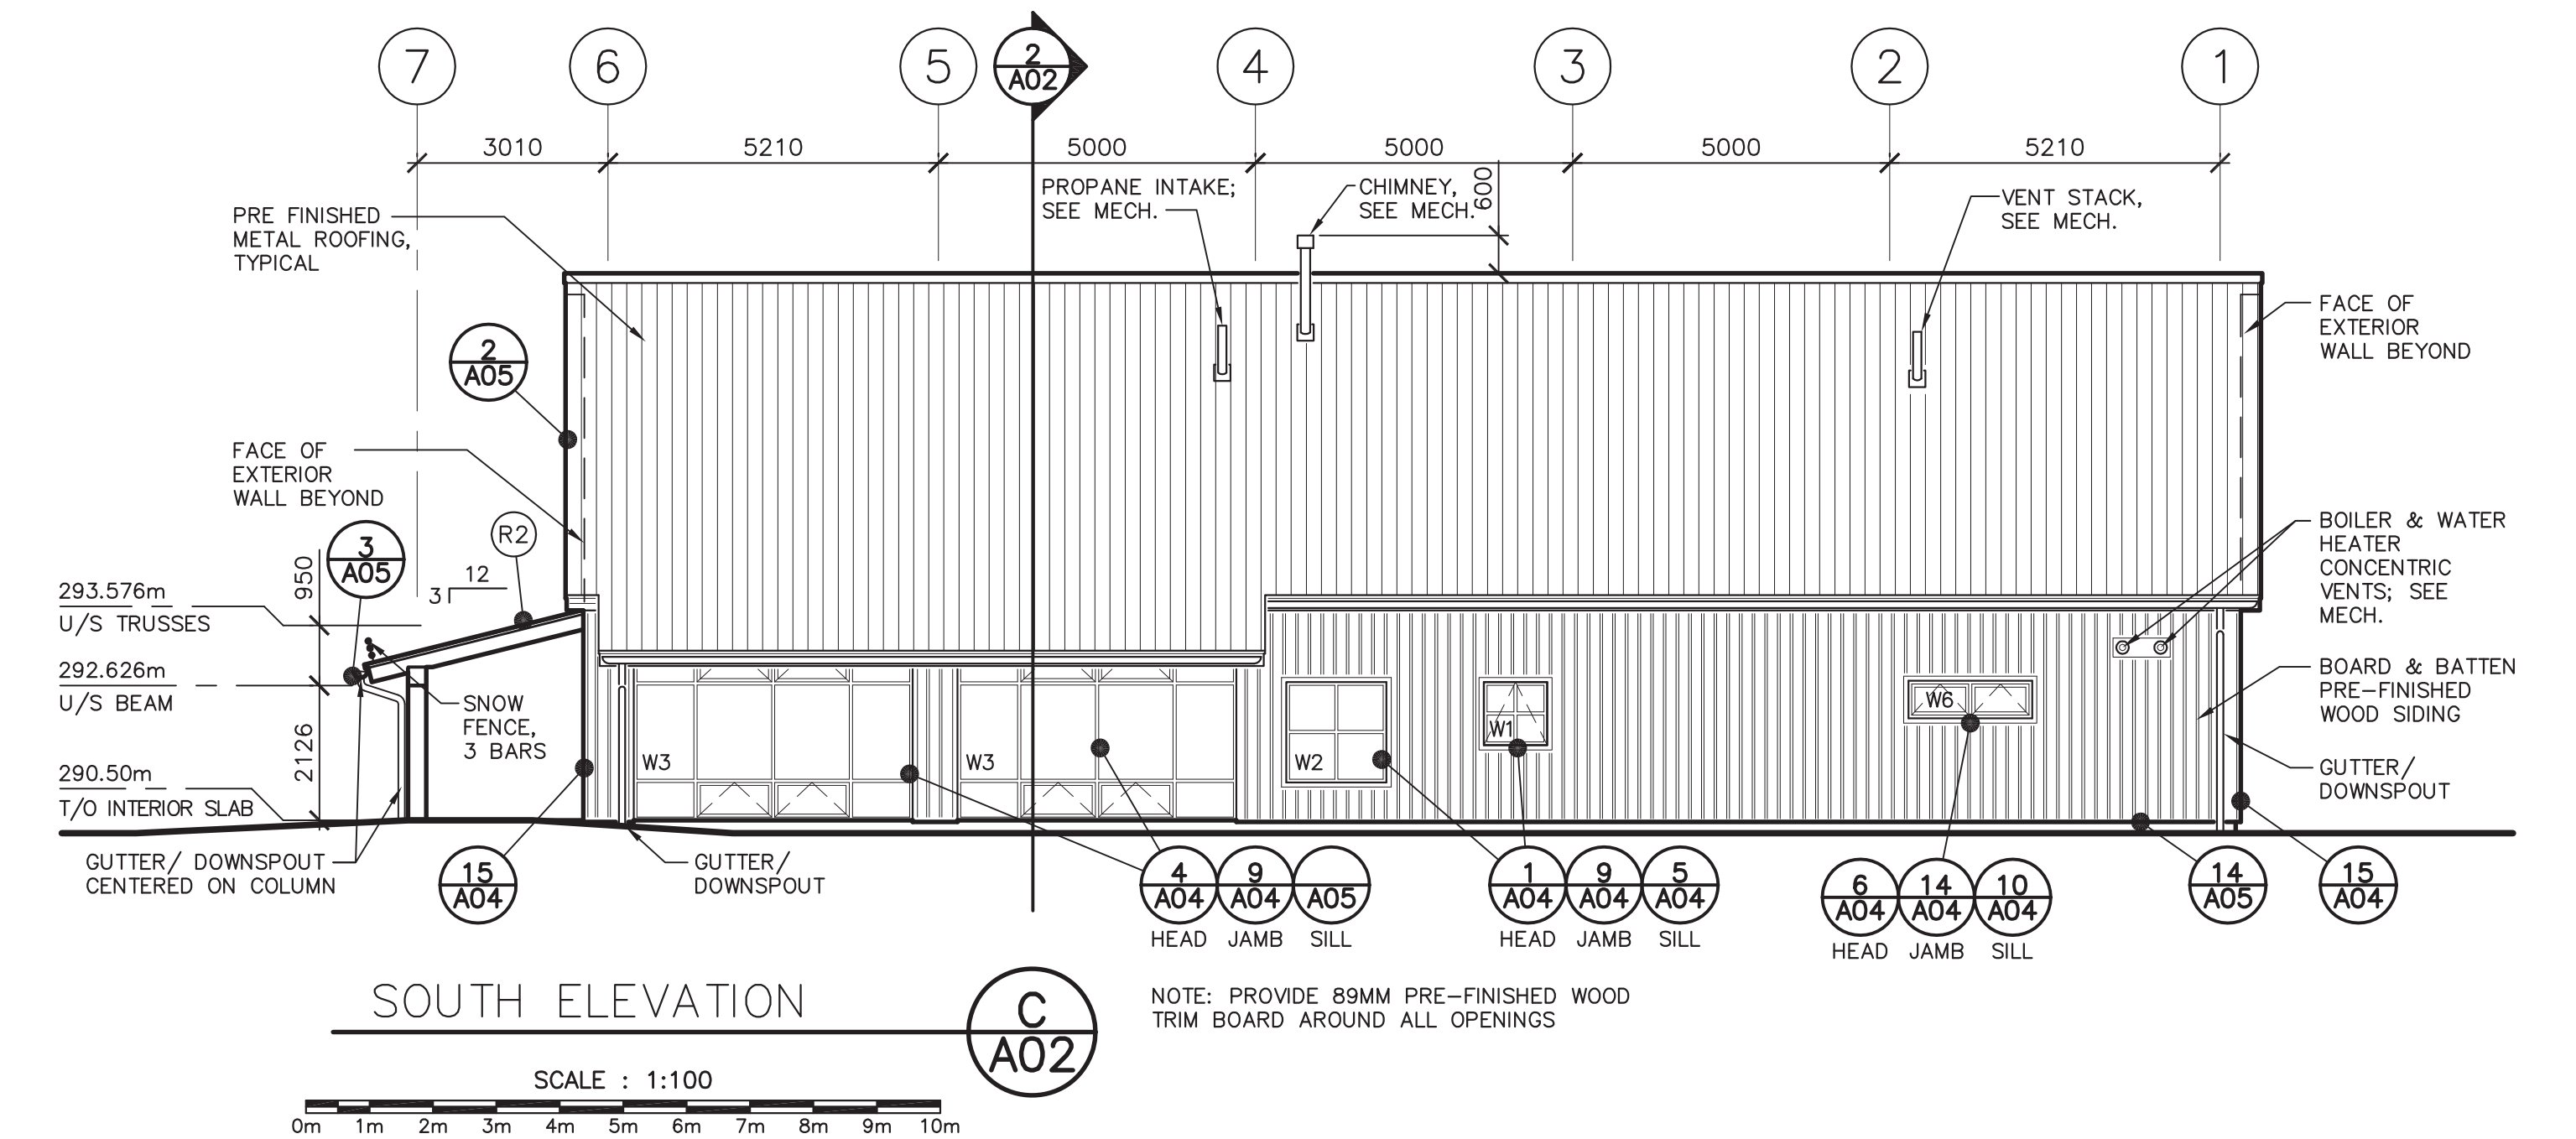 7 6 5 4 3 2 1
2
A02
3010 5210 5000 5000 5000 5210
600
PRE FINISHED
METAL ROOFING,
TYPICAL
PROPANE INTAKE;
SEE MECH.
CHIMNEY,
SEE MECH.
VENT STACK,
SEE MECH.
FACE OF
EXTERIOR
WALL BEYOND
2
A05
FACE OF
EXTERIOR
WALL BEYOND
R2
3
A05
12
3
950
293.576m
U/S TRUSSES
292.626m
U/S BEAM
2126
290.50m
T/O INTERIOR SLAB
SNOW
FENCE,
3 BARS
BOILER & WATER
HEATER
CONCENTRIC
VENTS; SEE
MECH.
BOARD & BATTEN
PRE-FINISHED
WOOD SIDING
GUTTER/
DOWNSPOUT
W3
W3
W2
W1
W6
GUTTER/ DOWNSPOUT
CENTERED ON COLUMN
15
A04
GUTTER/
DOWNSPOUT
4 9
A04 A04 A05
HEAD JAMB SILL
1 9 5
A04 A04 A04
HEAD JAMB SILL
6 14 10
A04 A04 A04
HEAD JAMB SILL
14
A05
15
A04
SOUTH ELEVATION
C
A02
NOTE: PROVIDE 89MM PRE-FINISHED WOOD
TRIM BOARD AROUND ALL OPENINGS
SCALE : 1:100
0m 1m 2m 3m 4m 5m 6m 7m 8m 9m 10m